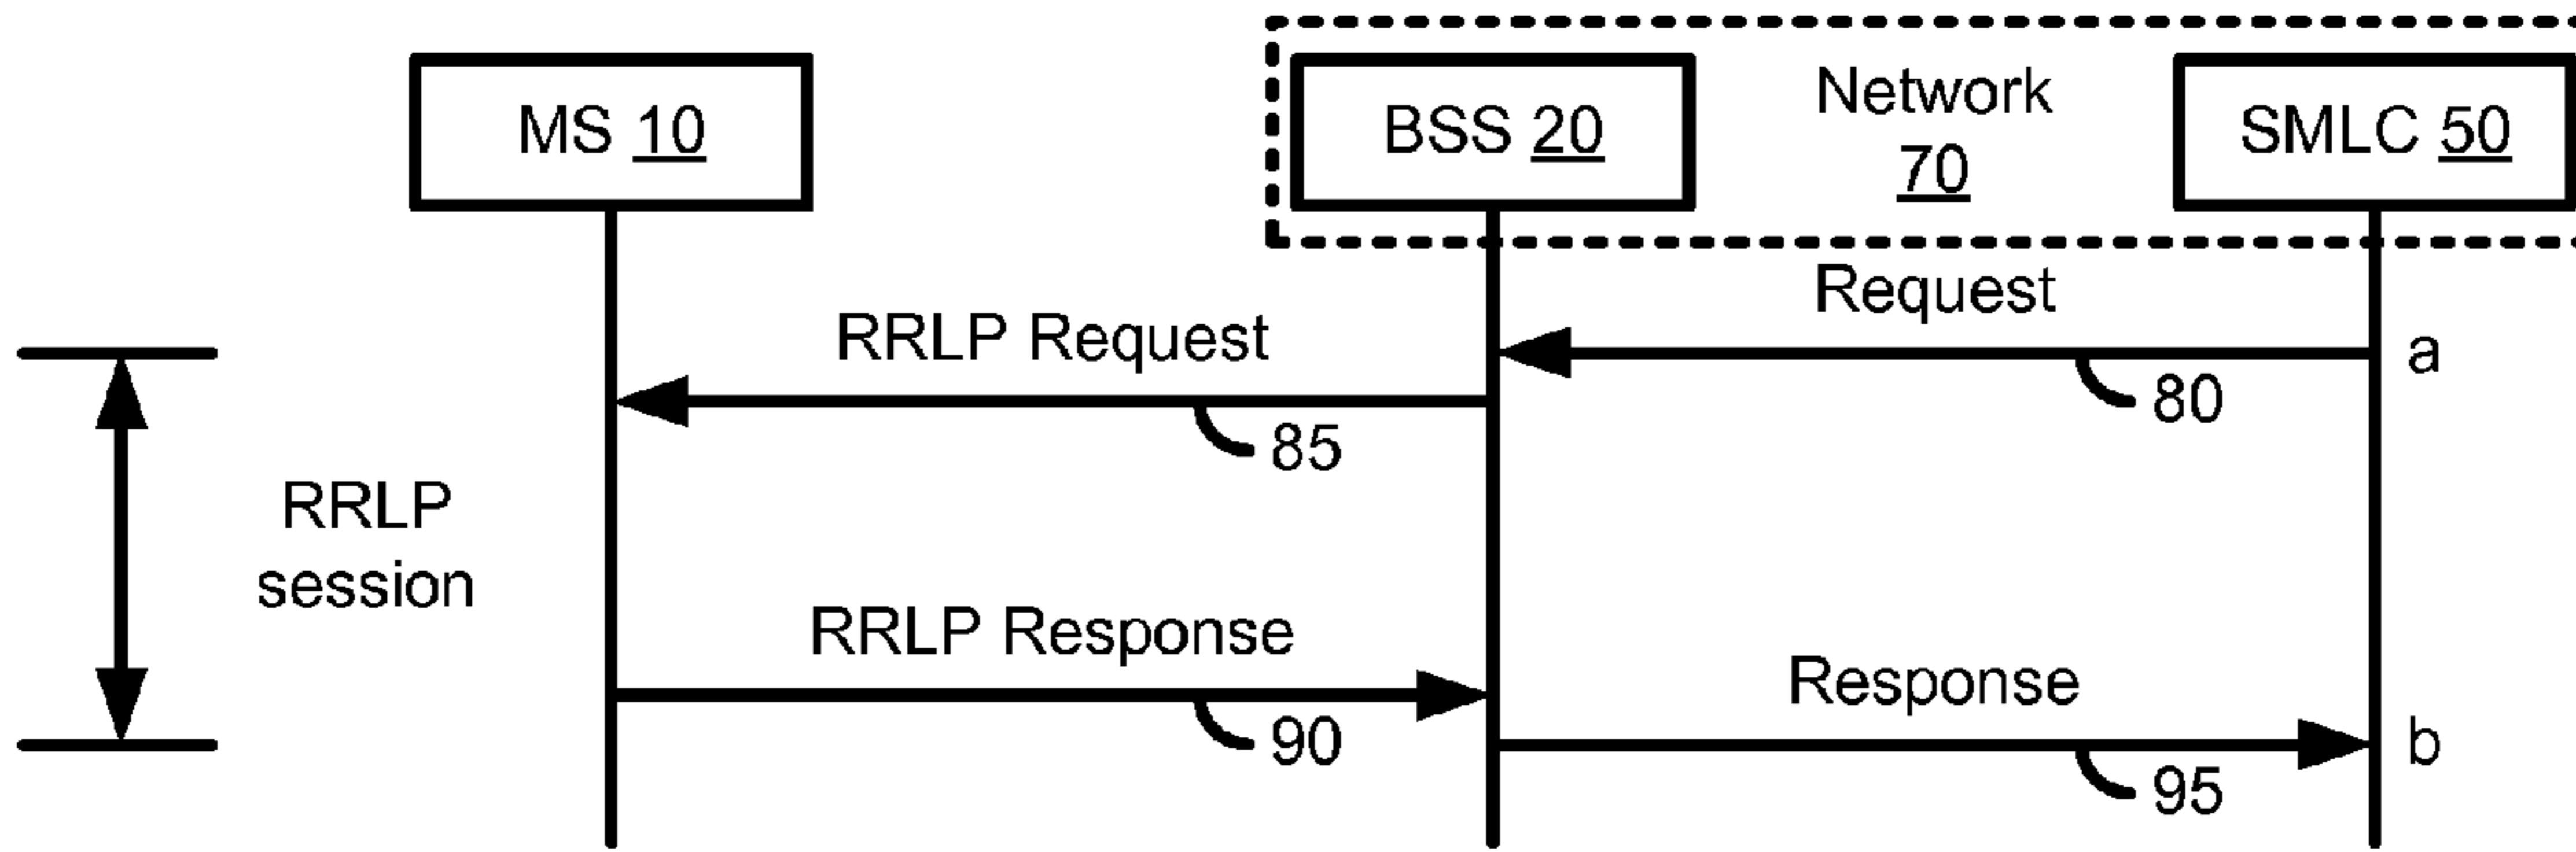 MS 10
BSS 20
Network
70
SMLC 50
Request
a
80
RRLP Request
85
RRLP
session
RRLP Response
90
Response
b
95